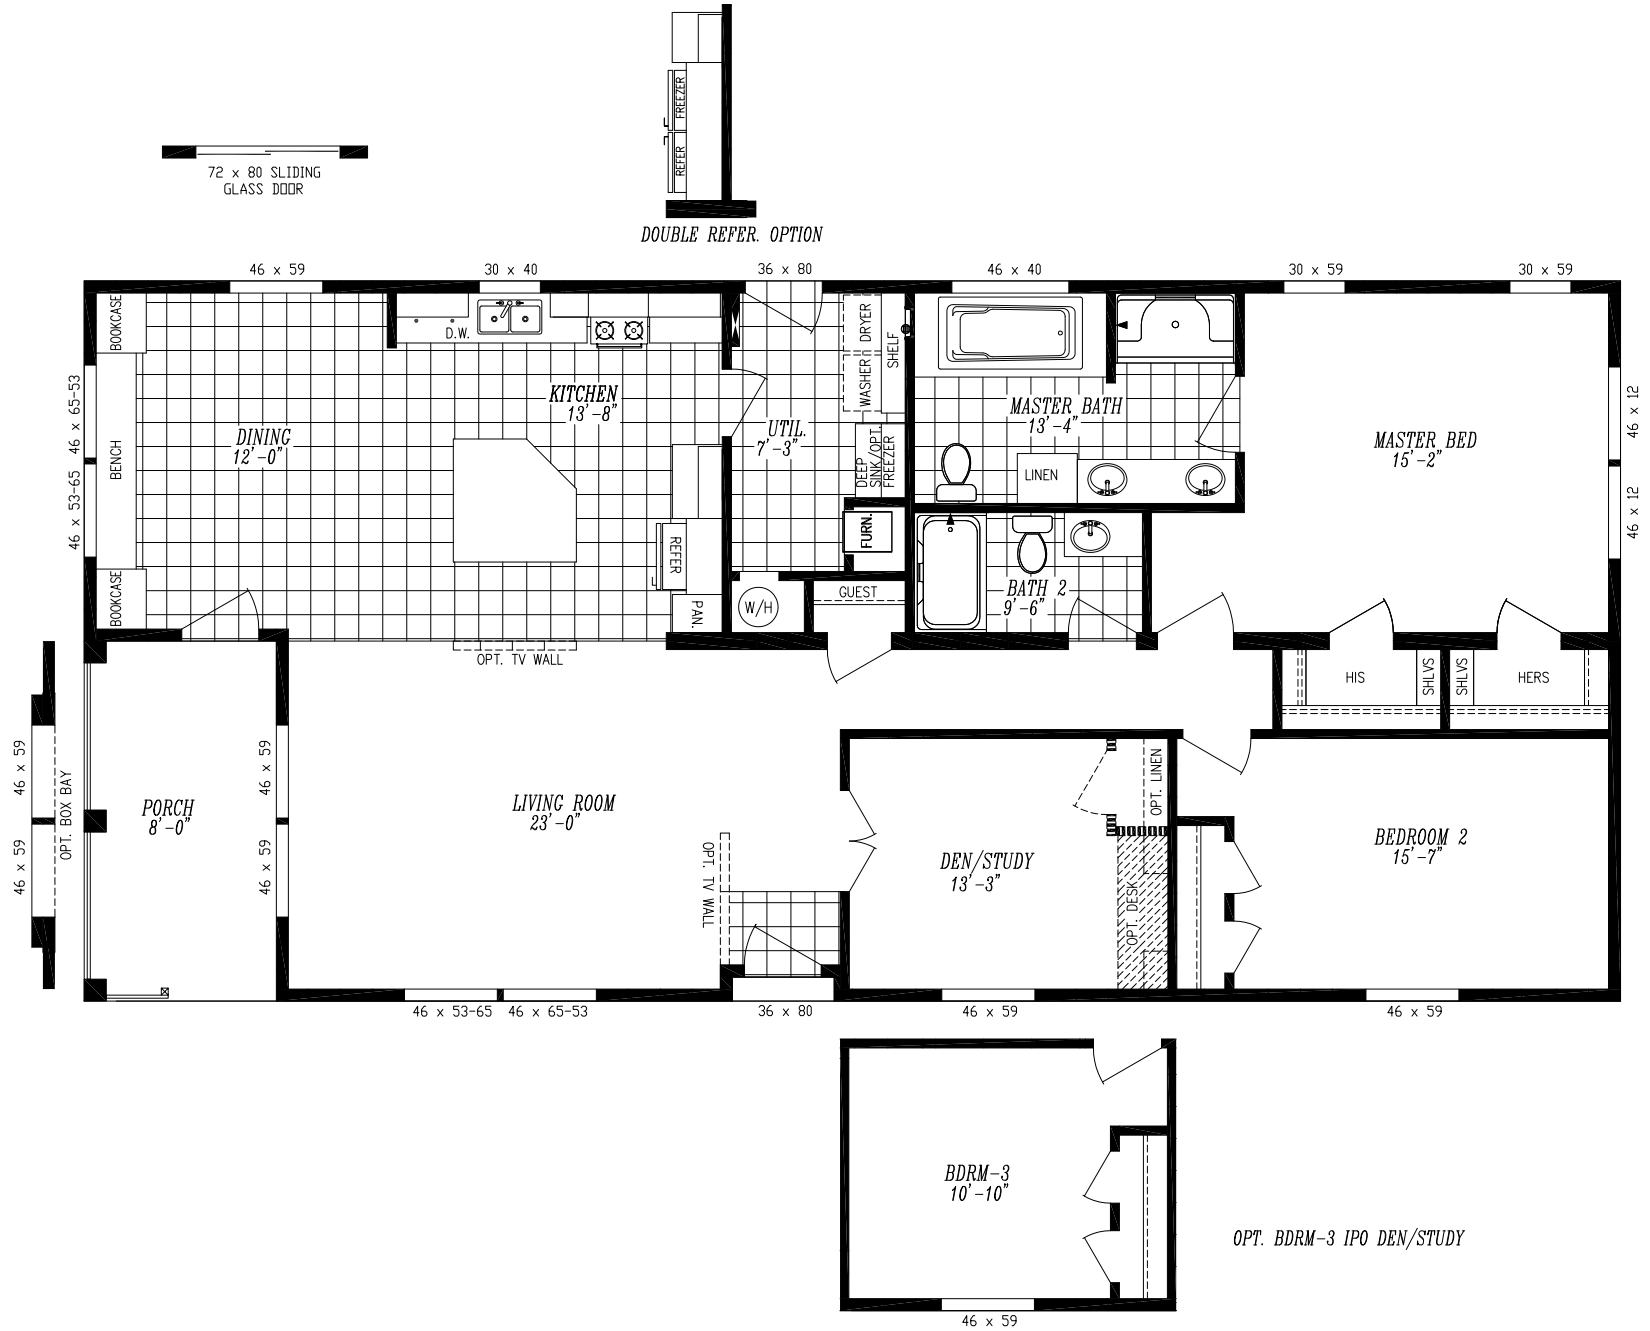 FREEZER
REFER
72 x 80 SLIDING
GLASS DOOR
DOUBLE REFER. OPTION
46 x 59
30 x 40
36 x 80
46 x 40
30 x 59
30 x 59
BOOKCASE
D.W.
DRYER
WASHER
SHELF
46 x 65-53
46 x 53-65
BENCH
BOOKCASE
DINING
12'-0"
KITCHEN
13'-8"
UTIL.
7'-3"
DEEP
SINK/OPT.
FREEZER
FURN.
MASTER BATH
13'-4"
LINEN
MASTER BED
15'-2"
46 x 12
46 x 12
REFER
PAN.
W/H
GUEST
BATH 2
9'-6"
OPT. TV WALL
HIS
SHLVS
SHLVS
HERS
46 x 59
46 x 59
OPT. BOX BAY
PORCH
8'-0"
46 x 59
46 x 59
LIVING ROOM
23'-0"
OPT. TV WALL
DEN/STUDY
13'-3"
OPT. LINEN
OPT. DESK
BEDROOM 2
15'-7"
46 x 53-65
46 x 65-53
36 x 80
46 x 59
46 x 59
BDRM-3
10'-10"
OPT. BDRM-3 IPO DEN/STUDY
46 x 59